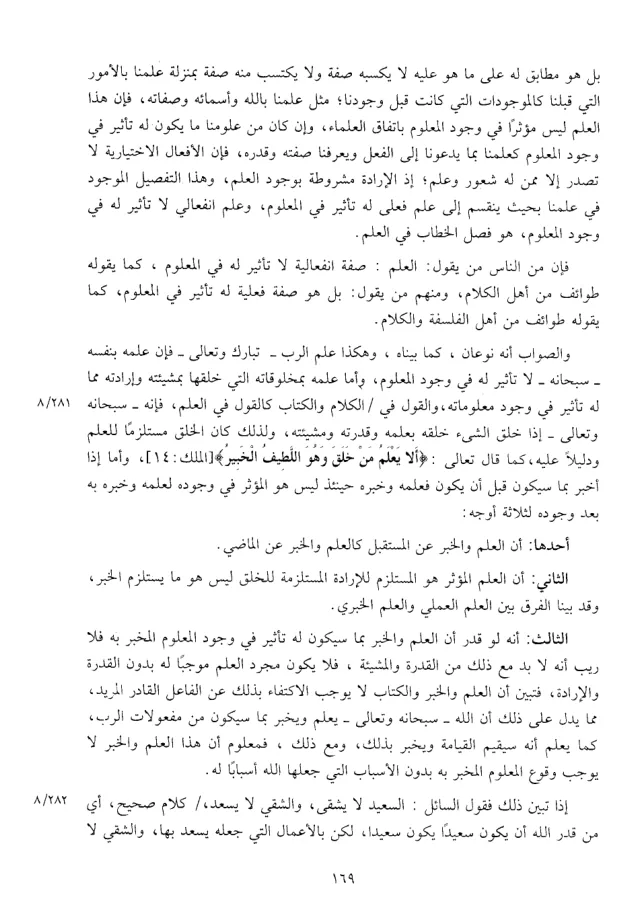 بل هو مطابق له على ما هو عليه لا يكسبه صفة ولا يكتسب منه صفة بمنزلة علمنا بالأمور
التي قبلنا كالموجودات التي كانت قبل وجودنا؛ مثل علمنا بالله وأسمائه وصفاته، فإن هذا
العلم ليس مؤثرًا في وجود المعلوم باتفاق العلماء، وإن كان من علومنا ما يكون له تأثير في
وجود المعلوم كعلمنا بما يدعونا إلى الفعل ويعرفنا صفته وقدره، فإن الأفعال الاختيارية لا
تصدر إلا ممن له شعور وعلم؛ إذ الإرادة مشروطة بوجود العلم، وهذا التفصيل الموجود
في علمنا بحيث ينقسم إلى علم فعلى له تأثير في المعلوم، وعلم انفعالي لا تأثير له في
وجود المعلوم، هو فصل الخطاب في العلم.
فإن من الناس من يقول: العلم : صفة انفعالية لا تأثير له في المعلوم ، كما يقوله
طوائف من أهل الكلام، ومنهم من يقول: بل هو صفة فعلية له تأثير في المعلوم، كما
يقوله طوائف من أهل الفلسفة والكلام.
والصواب أنه نوعان ، كما بيناه ، وهكذا علم الرب ـ تبارك وتعالى ـ فإن علمه بنفسه
ـ سبحانه ـ لا تأثير له في وجود المعلوم، وأما علمه بمخلوقاته التي خلقها بمشيئته وإرادته مما
له تأثير في وجود معلوماته،والقول في /الكلام والكتاب كالقول في العلم، فإنه ـ سبحانه ٨/٢٨١
وتعالى ـ إذا خلق الشىء خلقه بعلمه وقدرته ومشيئته، ولذلك كان الخلق مستلزمًا للعلم
ودليلاً عليه،كما قال تعالى :﴿أَلا يَعْلَمُ مَنْ خَلَقَ وَهُوَ اللَّطِيفُ الْخَبِيرُ﴾[الملك:١٤]، وأما إذا
أخبر بما سيكون قبل أن يكون فعلمه وخبره حينئذ ليس هو المؤثر في وجوده لعلمه وخبره به
بعد وجوده لثلاثة أوجه:
أحدها: أن العلم والخبر عن المستقبل كالعلم والخبر عن الماضي.
الثاني: أن العلم المؤثر هو المستلزم للإرادة المستلزمة للخلق ليس هو ما يستلزم الخبر،
وقد بينا الفرق بين العلم العملي والعلم الخبري.
الثالث: أنه لو قدر أن العلم والخبر بما سيكون له تأثير في وجود المعلوم المخبر به فلا
ريب أنه لا بد مع ذلك من القدرة والمشيئة ، فلا يكون مجرد العلم موجبًا له بدون القدرة
والإرادة، فتبين أن العلم والخبر والكتاب لا يوجب الاكتفاء بذلك عن الفاعل القادر المريد،
مما يدل على ذلك أن الله ـ سبحانه وتعالى ـ يعلم ويخبر بما سيكون من مفعولات الرب،
كما يعلم أنه سيقيم القيامة ويخبر بذلك، ومع ذلك ، فمعلوم أن هذا العلم والخبر لا
يوجب وقوع المعلوم المخبر به بدون الأسباب التي جعلها الله أسبابًا له.
إذا تبين ذلك فقول السائل : السعيد لا يشقى، والشقي لا يسعد،/ كلام صحيح، أي ٨/٢٨٢
من قدر الله أن يكون سعيدًا يكون سعيدا، لكن بالأعمال التي جعله يسعد بها، والشقي لا
١٦٩